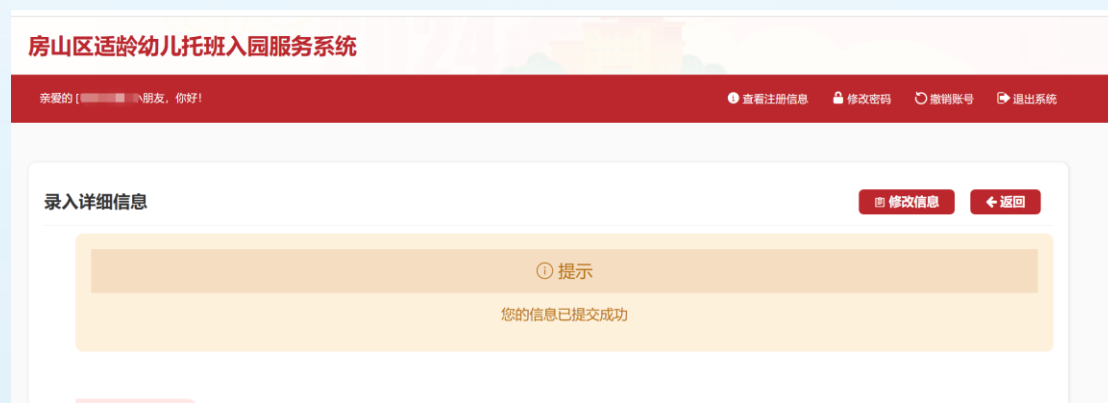 房山区适龄幼儿托班入园服务系统
亲爱的 [朋友，你好！
查看注册信息 修改密码 撤销账号 退出系统
录入详细信息
修改信息 返回
提示
您的信息已提交成功